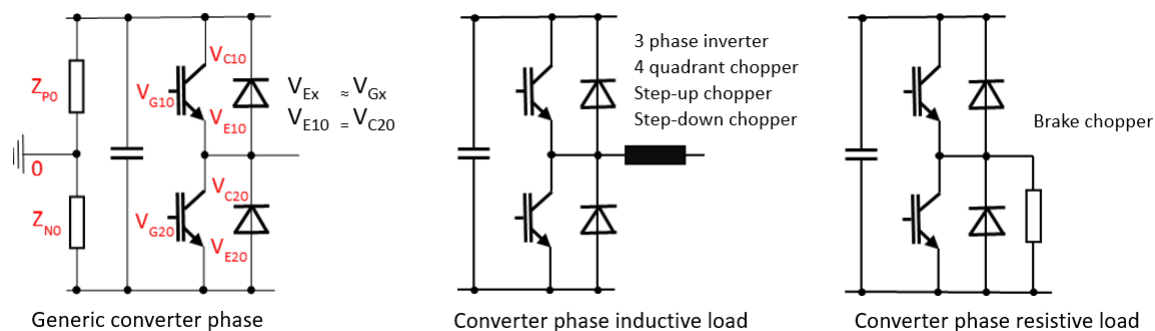 V_C10
Z_P0
V_G10
V_Ex ≈ V_Gx
V_E10
V_E10 = V_C20
0
V_C20
Z_N0
V_G20
V_E20
Generic converter phase
3 phase inverter
4 quadrant chopper
Step-up chopper
Step-down chopper
Converter phase inductive load
Brake chopper
Converter phase resistive load